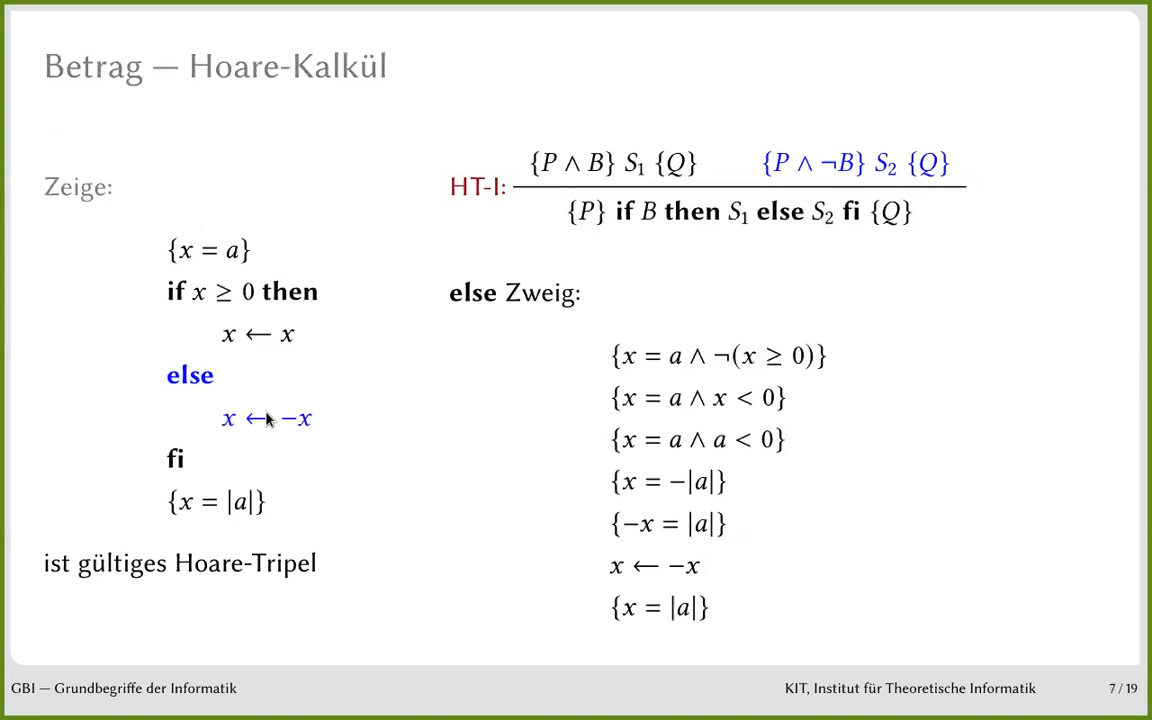 Betrag — Hoare-Kalkül
Zeige:
{x = a}
if x ≥ 0 then
x ← x
else
x ← −x
fi
{x = |a|}
ist gültiges Hoare-Tripel
{P ∧ B} S₁ {Q} {P ∧ ¬B} S₂ {Q}
HT-I:
{P} if B then S₁ else S₂ fi {Q}
else Zweig:
{x = a ∧ ¬(x ≥ 0)}
{x = a ∧ x < 0}
{x = a ∧ a < 0}
{x = −|a|}
{−x = |a|}
x ← −x
{x = |a|}
GBI — Grundbegriffe der Informatik
KIT, Institut für Theoretische Informatik
7 / 19